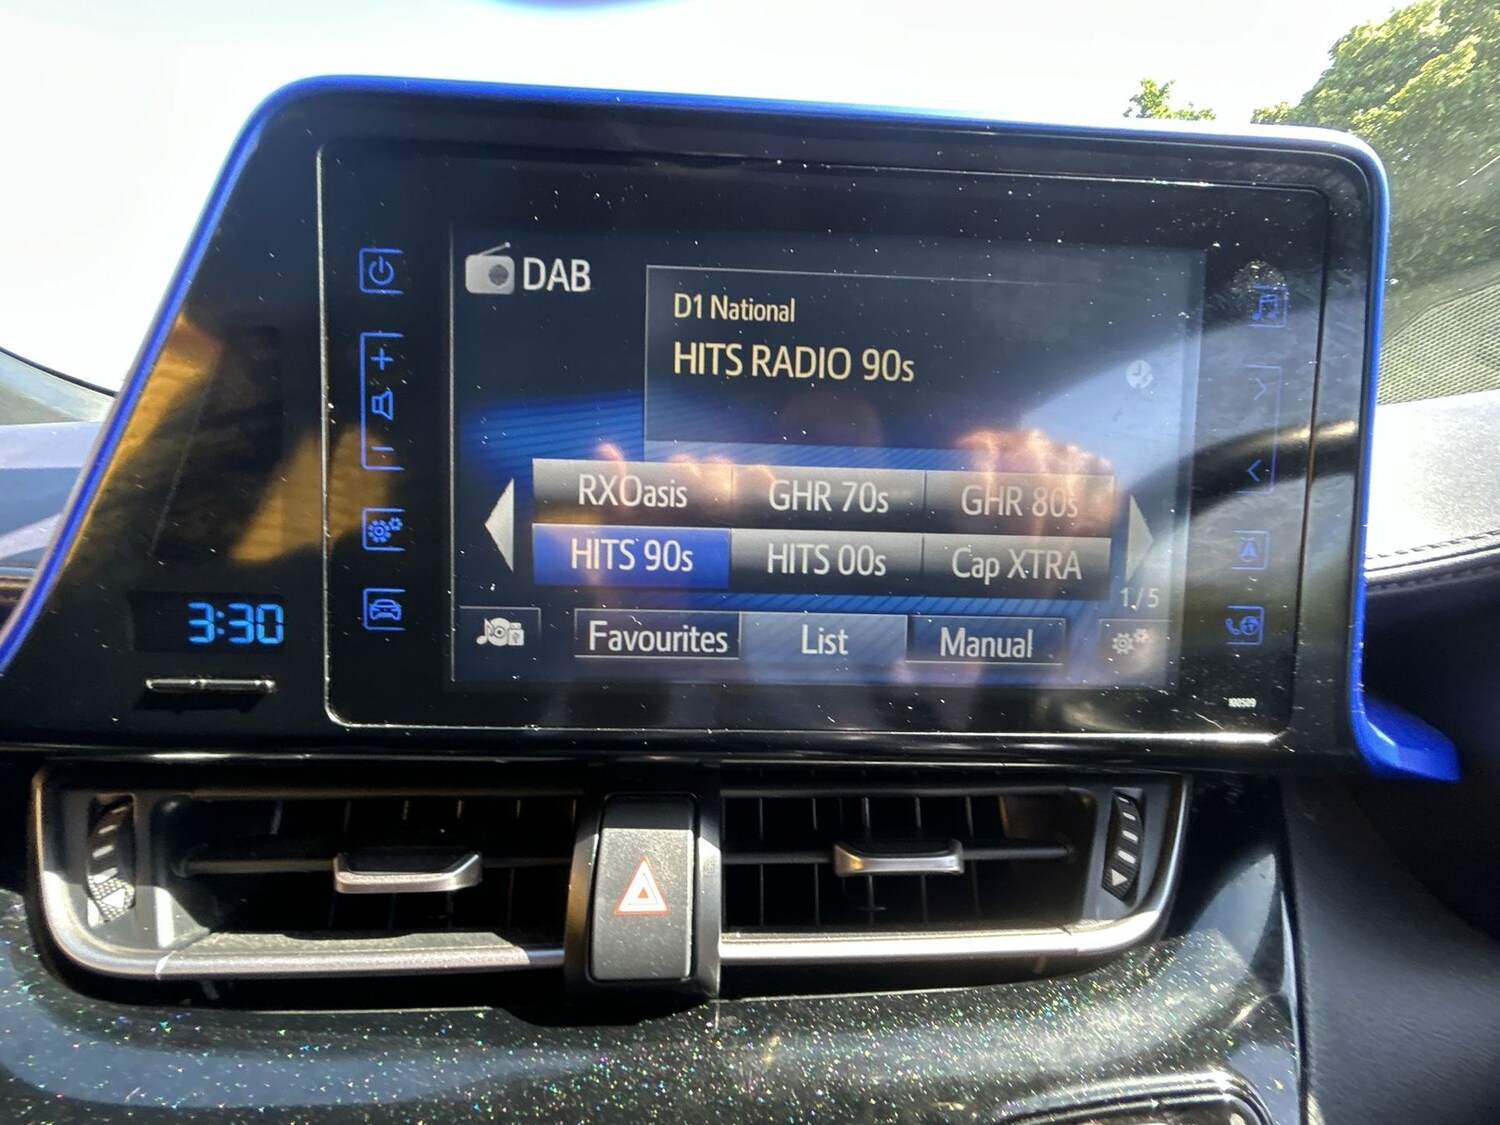 DAB
D1 National
HITS RADIO 90s
RXOasis GHR 70s GHR 80s
HITS 90s HITS 00s Cap XTRA
1/5
Favourites List Manual
3:30